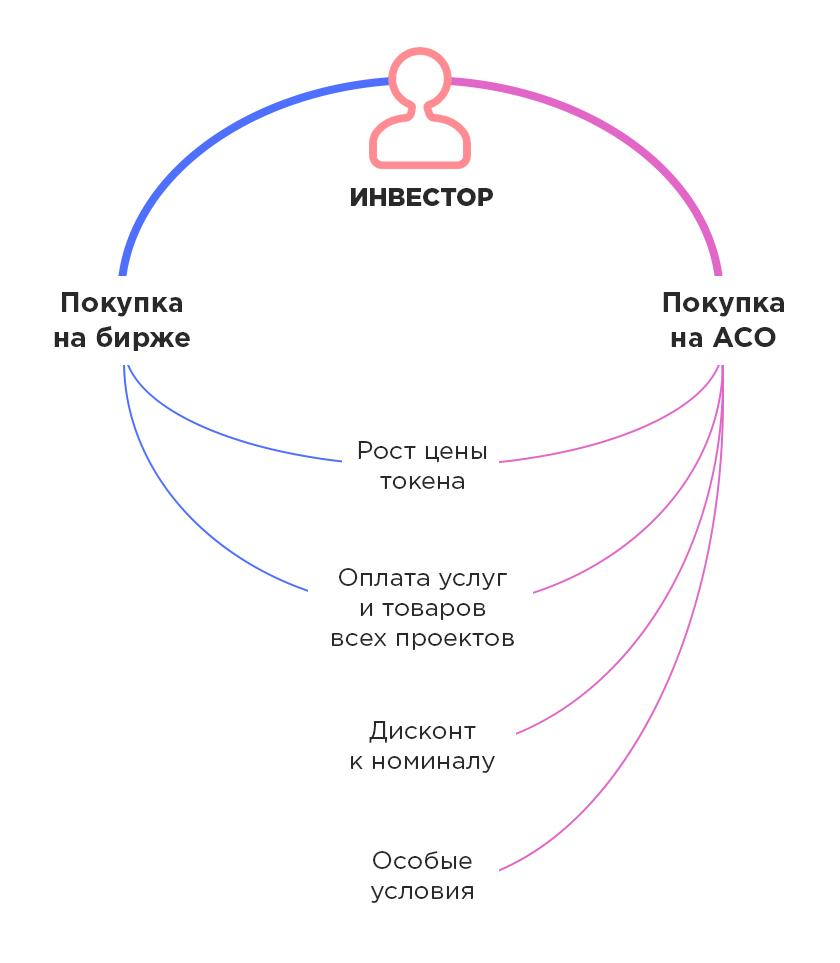 ИНВЕСТОР
Покупка
на бирже
Покупка
на АСО
Рост цены
токена
Оплата услуг
и товаров
всех проектов
Дисконт
к номиналу
Особые
условия